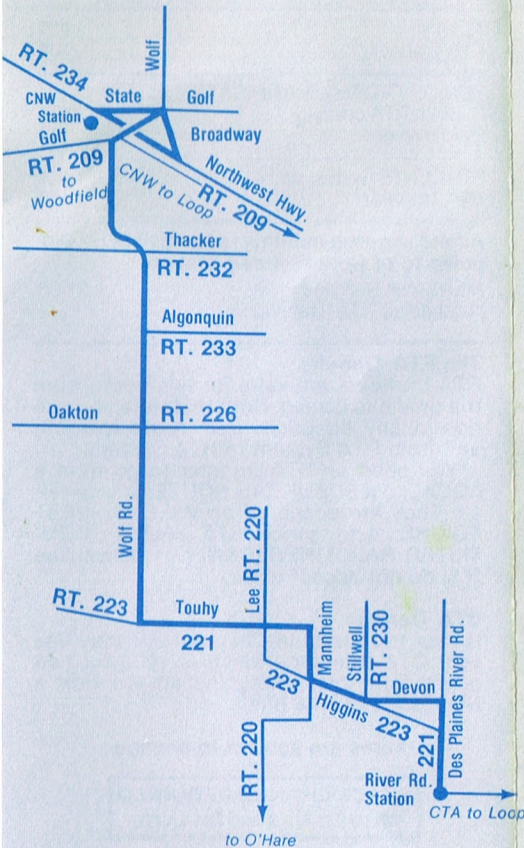 Wolf
RT. 234
CNW
Station
State
Golf
Golf
Broadway
RT. 209
to
Woodfield
CNW to Loop
Northwest Hwy.
RT. 209
Thacker
RT. 232
Algonquin
RT. 233
Oakton
RT. 226
Wolf Rd.
Lee RT. 220
RT. 223
Touhy
221
Mannheim
Stillwell
RT. 230
Des Plaines River Rd.
223
Higgins
223
Devon
221
RT. 220
River Rd.
Station
CTA to Loop
to O'Hare